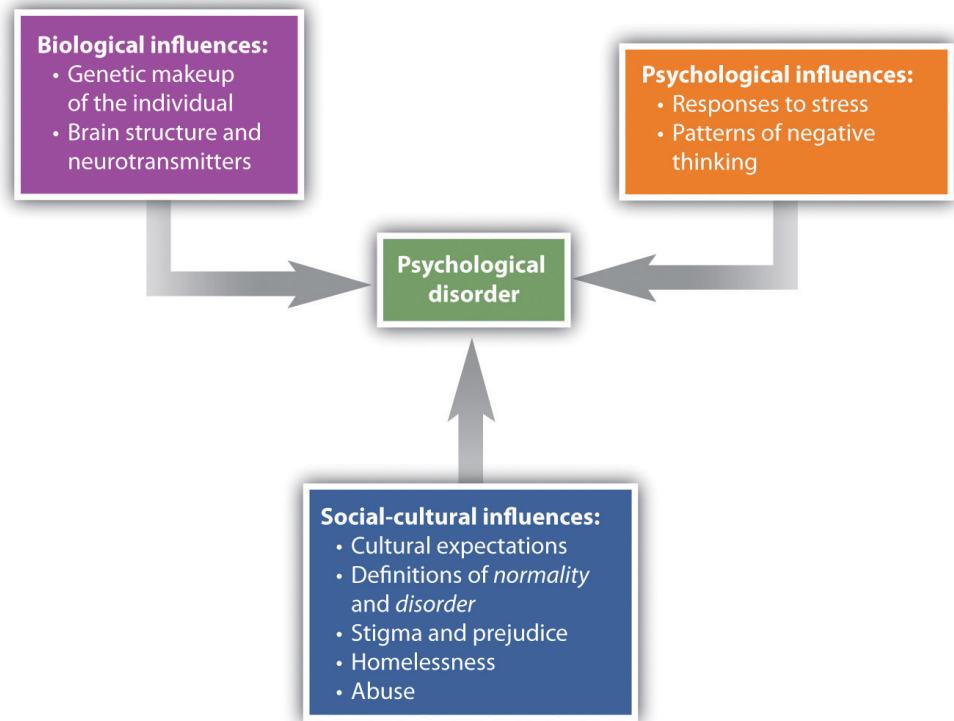 Biological influences:
• Genetic makeup
of the individual
• Brain structure and
neurotransmitters
Psychological influences:
• Responses to stress
• Patterns of negative
thinking
Psychological
disorder
Social-cultural influences:
• Cultural expectations
• Definitions of normality
and disorder
• Stigma and prejudice
• Homelessness
• Abuse